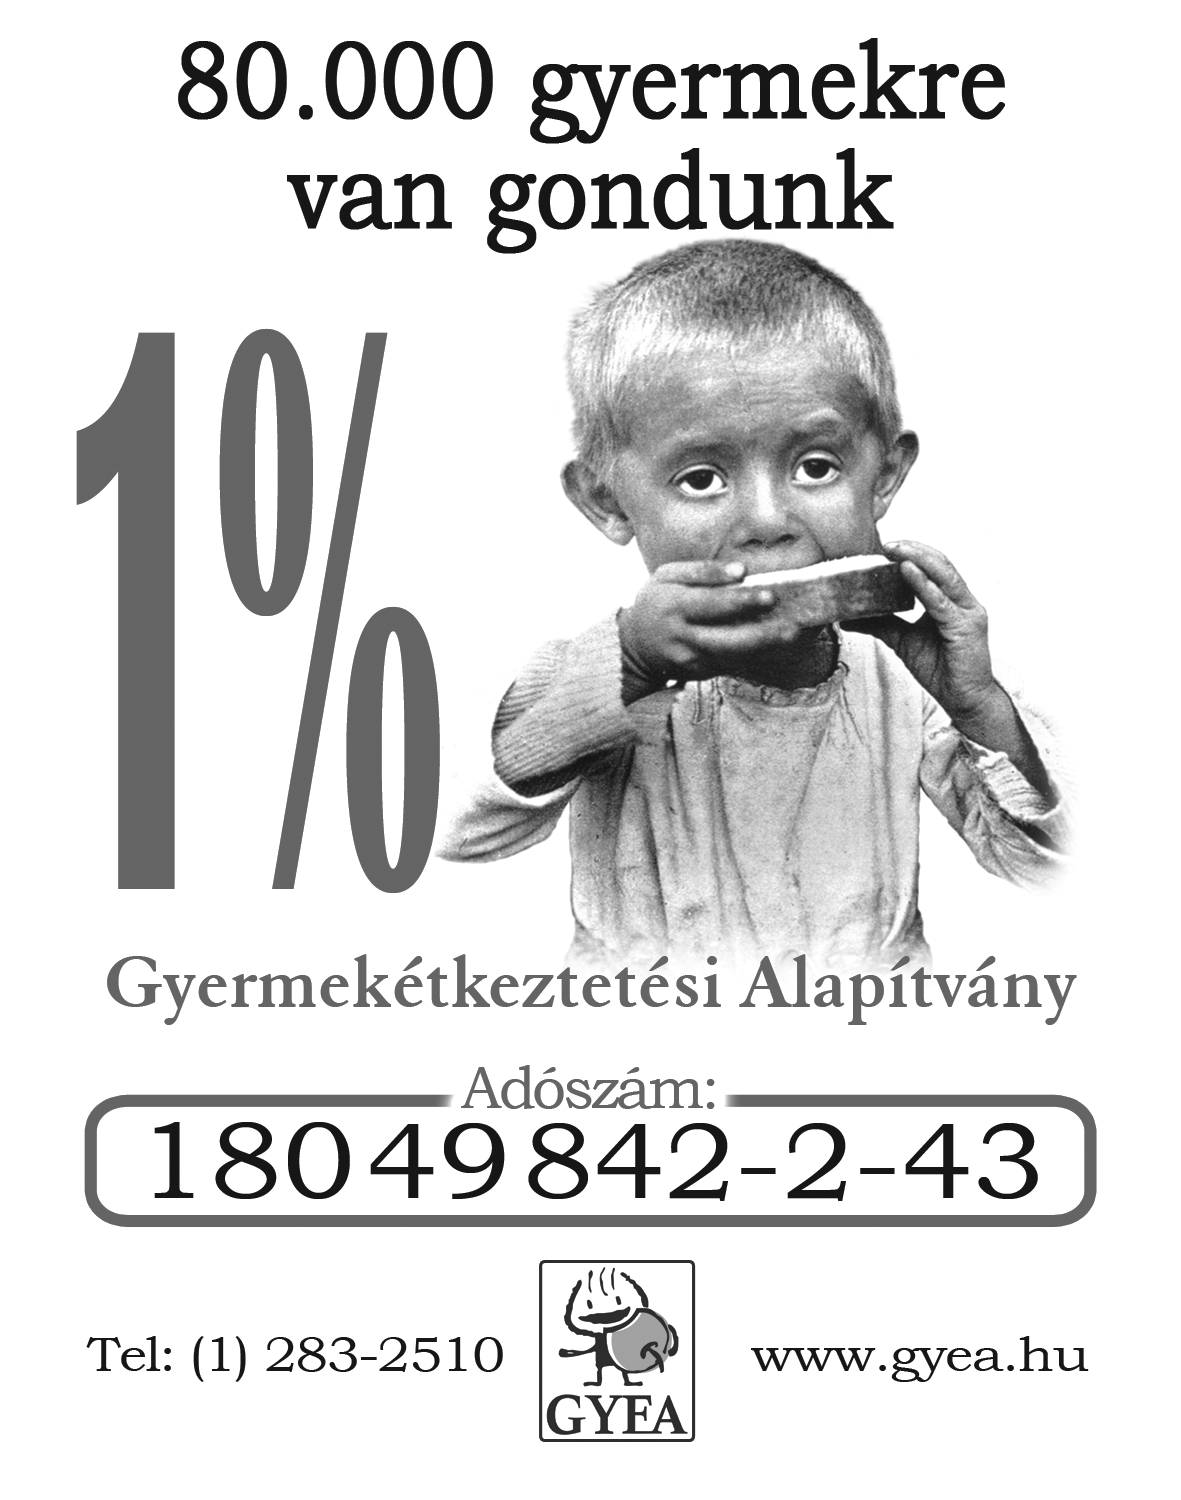 80.000 gyermekre
van gondunk
1%
Gyermekétkeztetési Alapítvány
Adószám:
18049842-2-43
Tel: (1) 283-2510
GYEA
www.gyea.hu